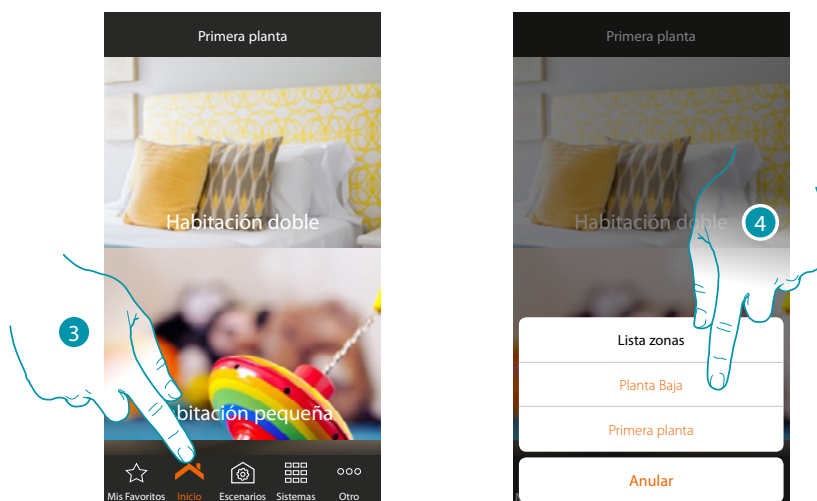 Primera planta
Habitación doble
3
bitación pequeña
Mis Favoritos Inicio Escenarios Sistemas Otro
Primera planta
Habitación doble
4
Lista zonas
Planta Baja
Primera planta
Anular
M